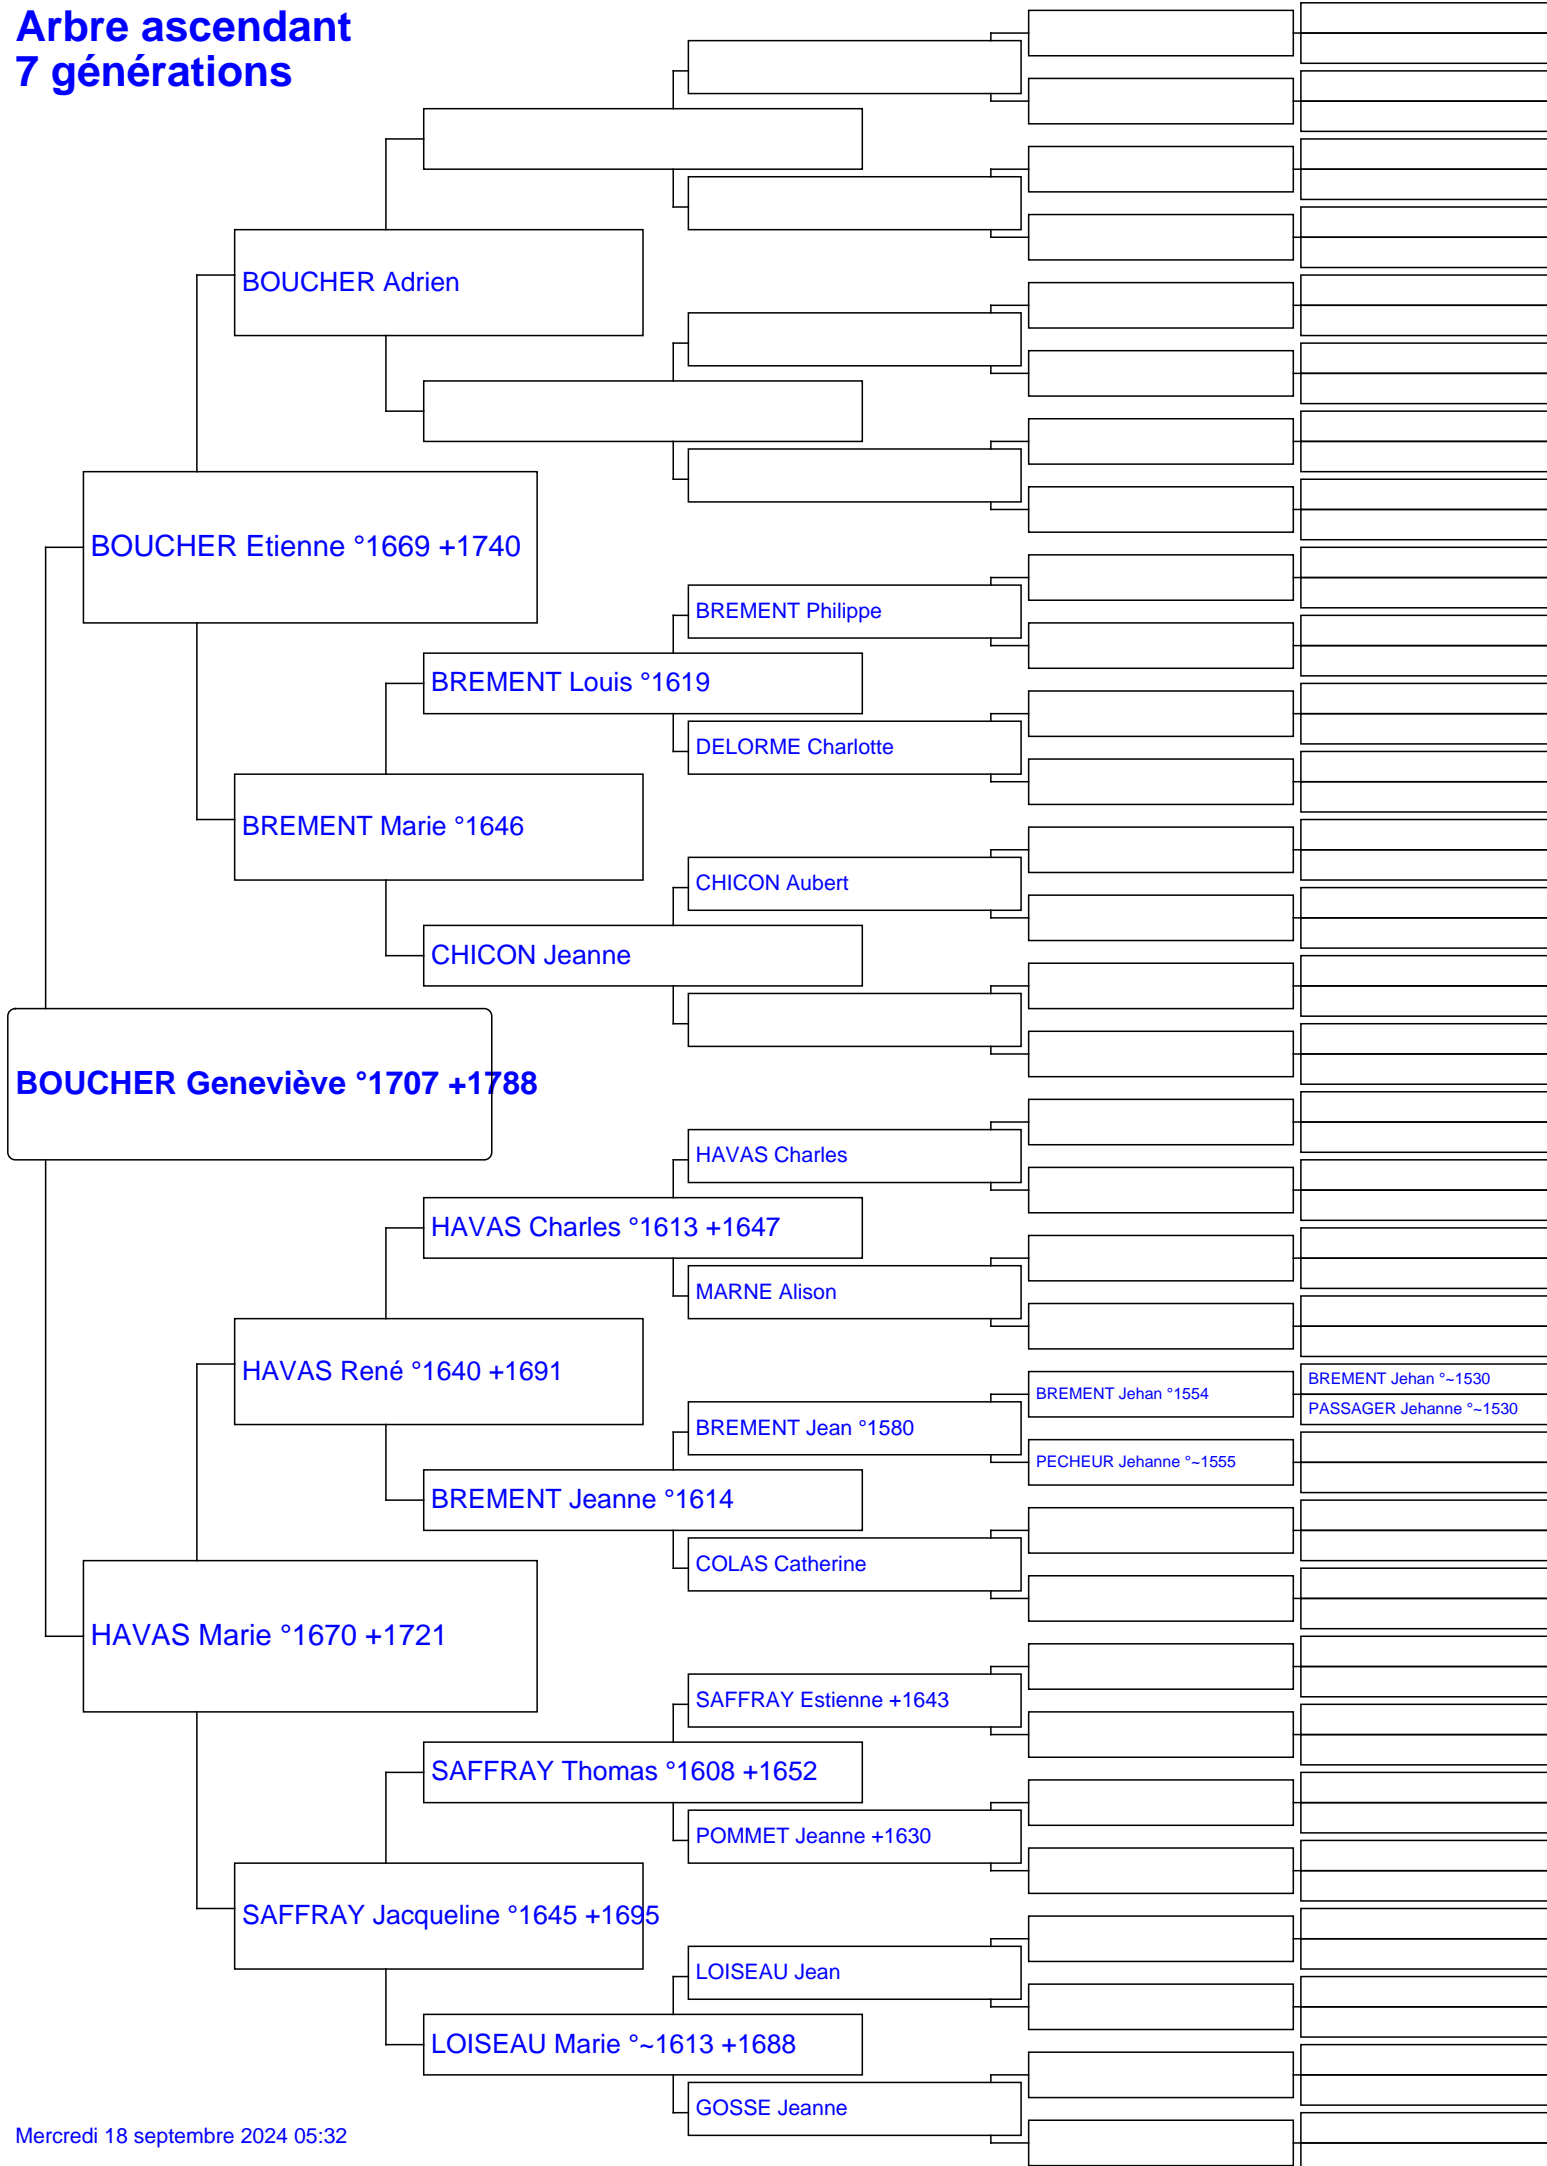 Arbre ascendant
7 générations
BOUCHER Adrien
BOUCHER Etienne °1669 +1740
BREMENT Philippe
BREMENT Louis °1619
DELORME Charlotte
BREMENT Marie °1646
CHICON Aubert
CHICON Jeanne
BOUCHER Geneviève °1707 +1788
HAVAS Charles
HAVAS Charles °1613 +1647
MARNE Alison
HAVAS René °1640 +1691
BREMENT Jehan °~1530
BREMENT Jehan °1554
PASSAGER Jehanne °~1530
BREMENT Jean °1580
PECHEUR Jehanne °~1555
BREMENT Jeanne °1614
COLAS Catherine
HAVAS Marie °1670 +1721
SAFFRAY Estienne +1643
SAFFRAY Thomas °1608 +1652
POMMET Jeanne +1630
SAFFRAY Jacqueline °1645 +1695
LOISEAU Jean
LOISEAU Marie °~1613 +1688
GOSSE Jeanne
Mercredi 18 septembre 2024 05:32